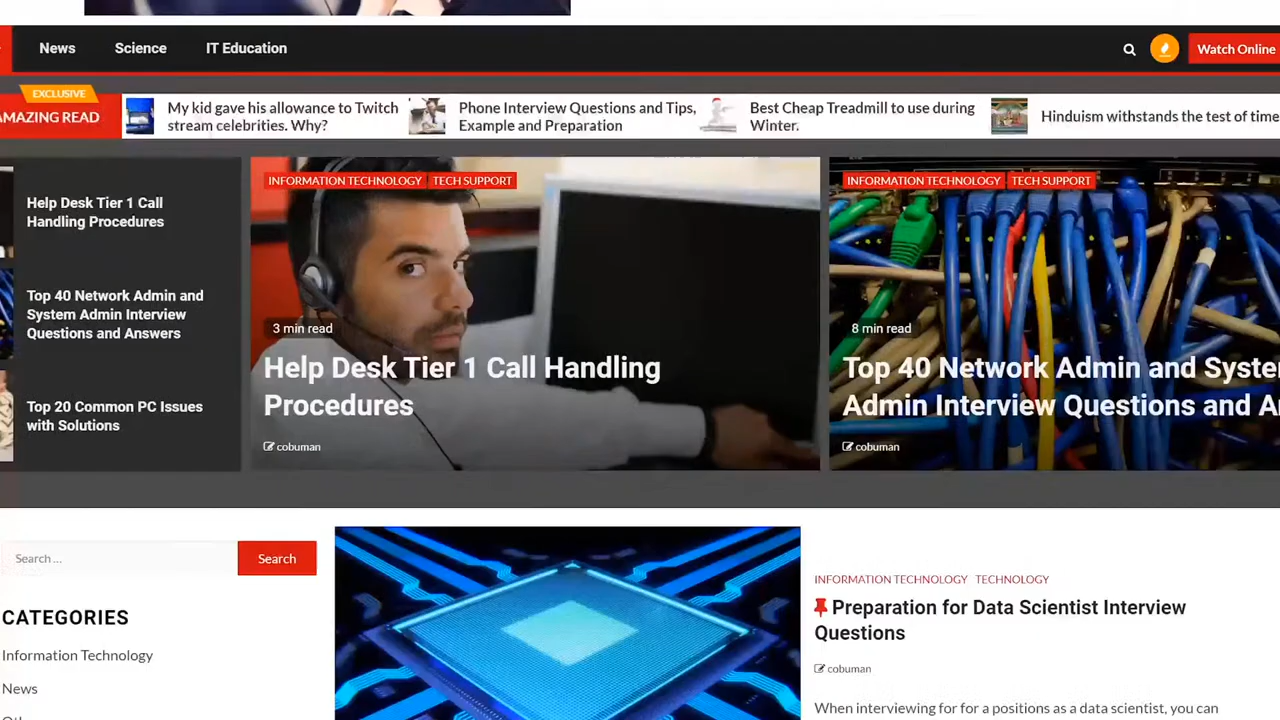 News
Science
IT Education
Watch Online
EXCLUSIVE
AMAZING READ
My kid gave his allowance to Twitch
stream celebrities. Why?
Phone Interview Questions and Tips,
Example and Preparation
Best Cheap Treadmill to use during
Winter.
Hinduism withstands the test of time
Help Desk Tier 1 Call
Handling Procedures
Top 40 Network Admin and
System Admin Interview
Questions and Answers
Top 20 Common PC Issues
with Solutions
INFORMATION TECHNOLOGY
TECH SUPPORT
3 min read
Help Desk Tier 1 Call Handling
Procedures
cobuman
INFORMATION TECHNOLOGY
TECH SUPPORT
8 min read
Top 40 Network Admin and Syste
Admin Interview Questions and A
cobuman
Search ...
Search
CATEGORIES
Information Technology
News
INFORMATION TECHNOLOGY
TECHNOLOGY
Preparation for Data Scientist Interview
Questions
cobuman
When interviewing for for a positions as a data scientist, you can